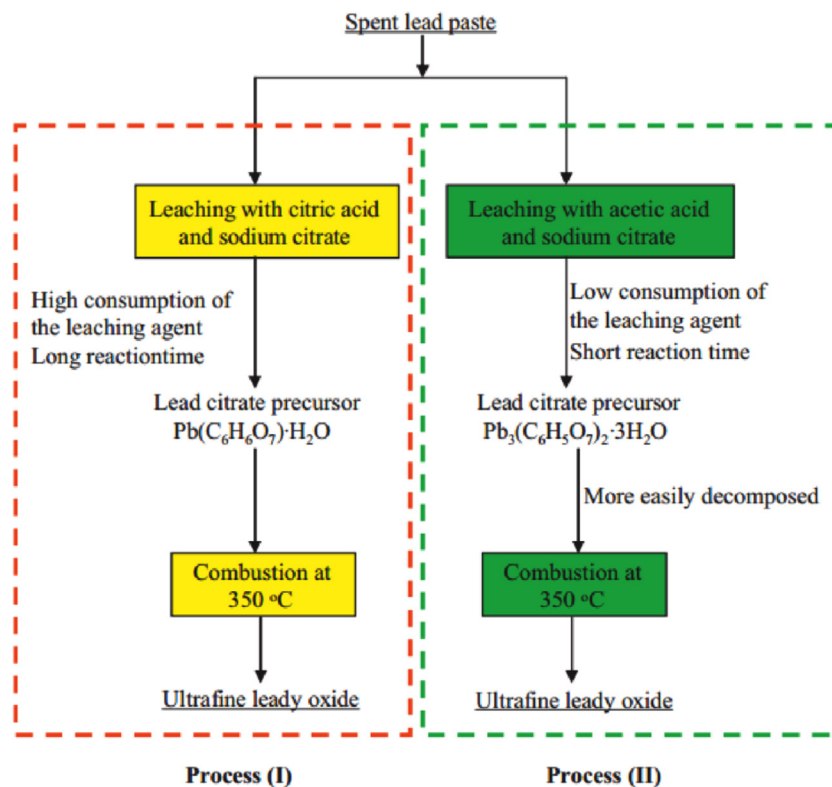 Spent lead paste
Leaching with citric acid
and sodium citrate
High consumption of
the leaching agent
Long reactiontime
Lead citrate precursor
Pb(C₆H₆O₇)·H₂O
Combustion at
350 ºC
Ultrafine leady oxide
Process (I)
Leaching with acetic acid
and sodium citrate
Low consumption of
the leaching agent
Short reaction time
Lead citrate precursor
Pb₃(C₆H₅O₇)₂·3H₂O
More easily decomposed
Combustion at
350 ºC
Ultrafine leady oxide
Process (II)